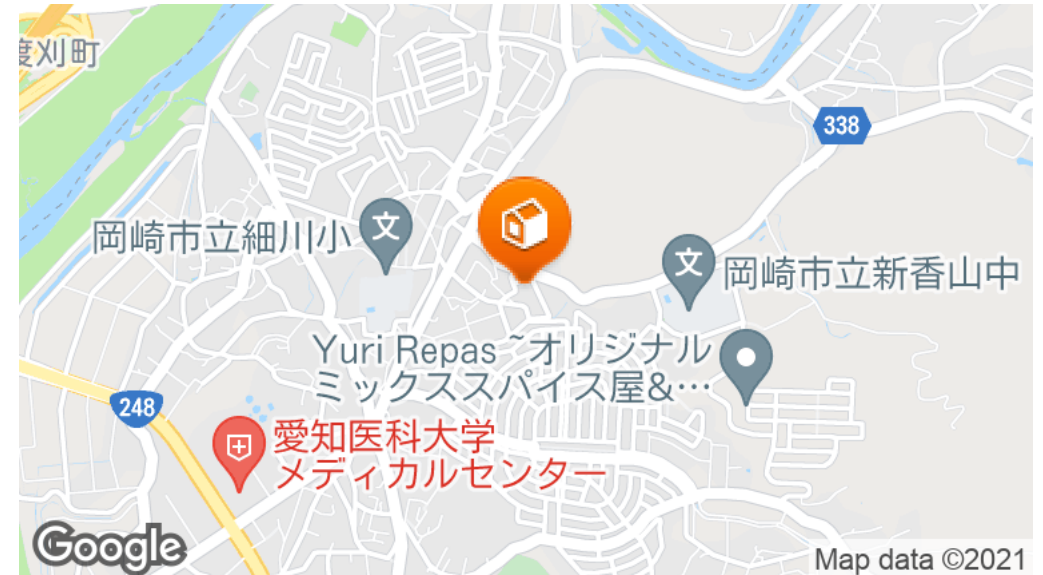 渡刈町
338
岡崎市立細川小
文
文
岡崎市立新香山中
Yuri Repas ~オリジナル
ミックススパイス屋&…
248
愛知医科大学
メディカルセンター
Google
Map data ©2021